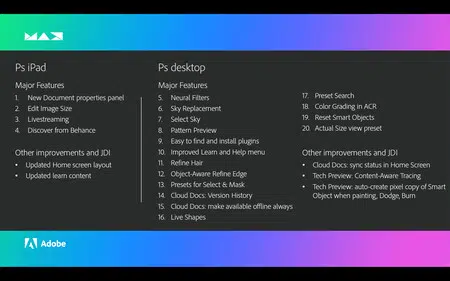 MAX
Ps iPad
Major Features
1. New Document properties panel
2. Edit Image Size
3. Livestreaming
4. Discover from Behance
Other improvements and JDI
• Updated Home screen layout
• Updated learn content
Ps desktop
Major Features
5. Neural Filters
6. Sky Replacement
7. Select Sky
8. Pattern Preview
9. Easy to find and install plugins
10. Improved Learn and Help menu
11. Refine Hair
12. Object-Aware Refine Edge
13. Presets for Select & Mask
14. Cloud Docs: Version History
15. Cloud Docs: make available offline always
16. Live Shapes
17. Preset Search
18. Color Grading in ACR
19. Reset Smart Objects
20. Actual Size view preset
Other improvements and JDI
• Cloud Docs: sync status in Home Screen
• Tech Preview: Content-Aware Tracing
• Tech Preview: auto-create pixel copy of Smart
Object when painting, Dodge, Burn
Adobe